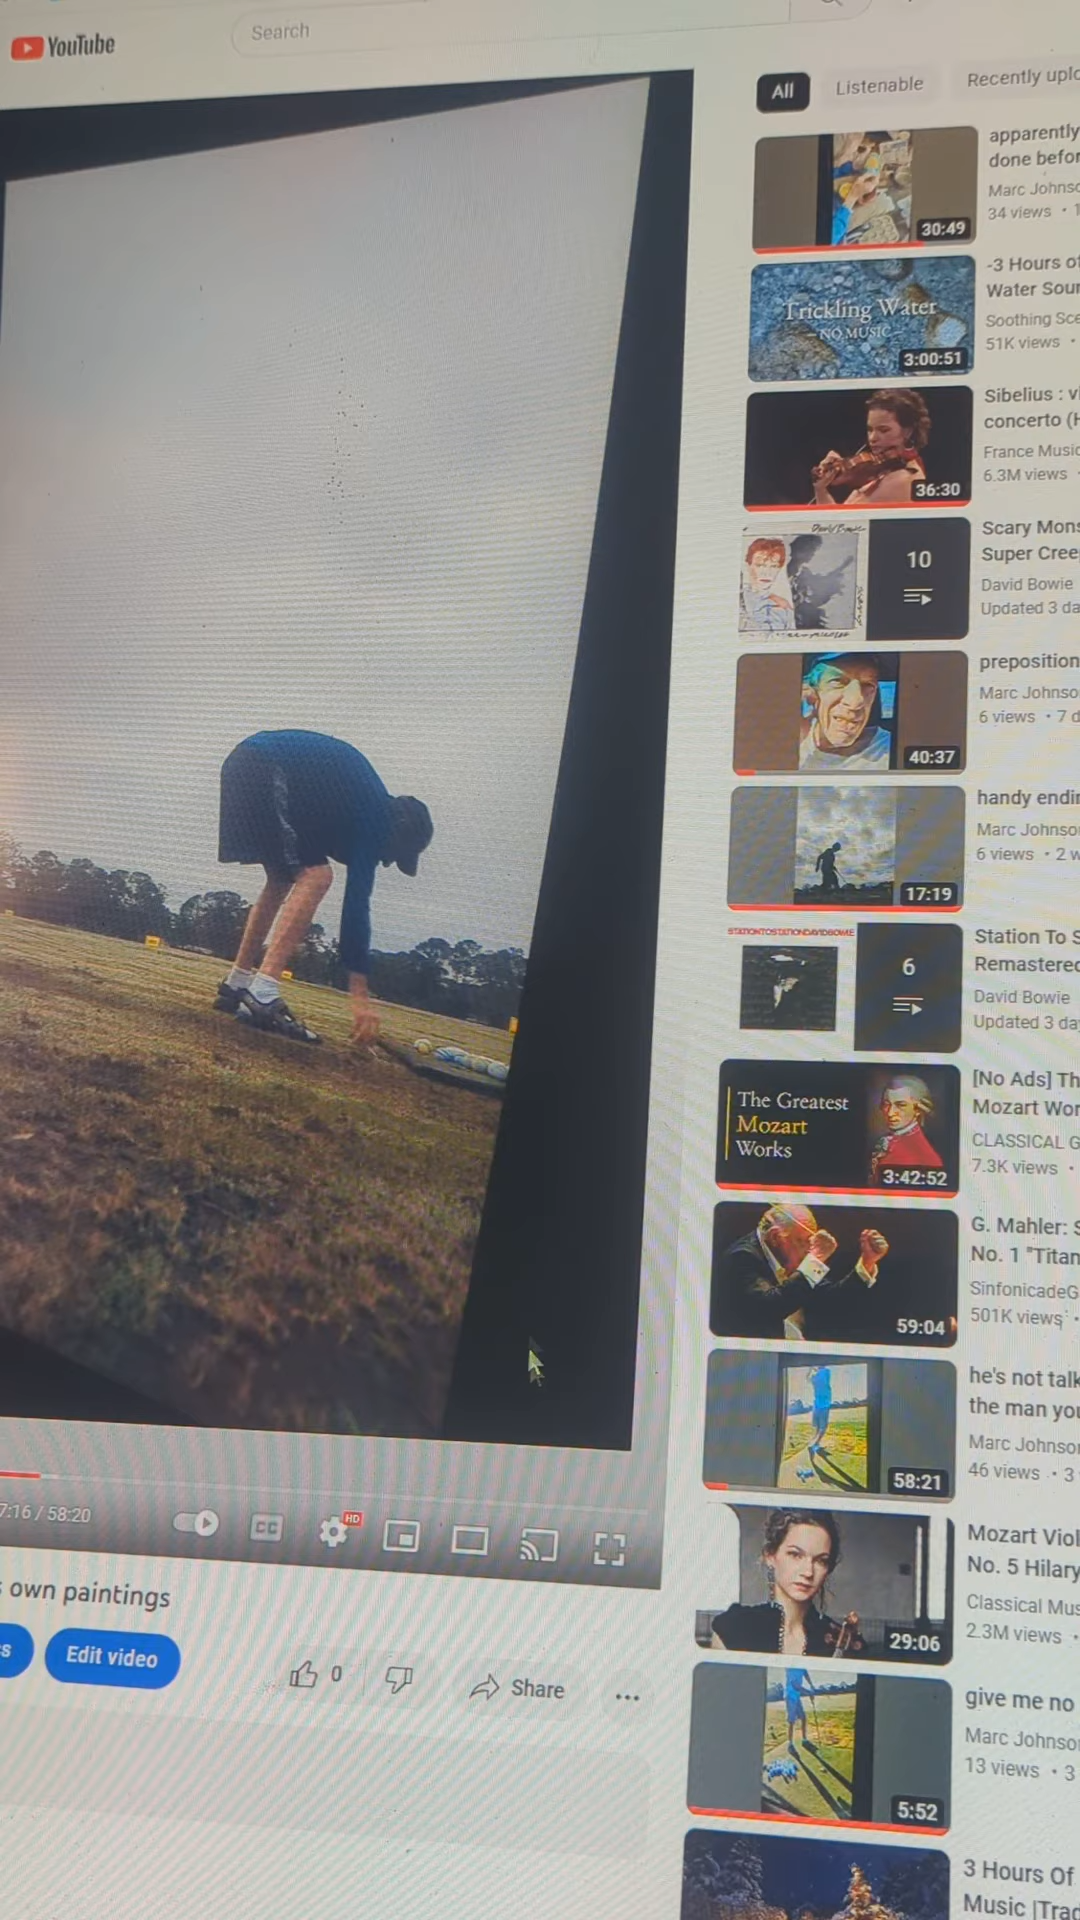 YouTube
Search
All
Listenable
Recently uplo
apparently
done befor
Marc Johnso
34 views
30:49
-3 Hours of
Water Sour
Soothing Sce
51K views
Trickling Water
- NO MUSIC -
3:00:51
Sibelius : vi
concerto (H
France Music
6.3M views
36:30
Scary Mons
Super Cree
David Bowie
Updated 3 da
10
preposition
Marc Johnso
6 views • 7 d
40:37
handy endin
Marc Johnso
6 views • 2 w
17:19
STATIONTOSTATIONDAVIDBOWIE
6
Station To S
Remastered
David Bowie
Updated 3 da
The Greatest
Mozart
Works
3:42:52
[No Ads] Th
Mozart Wor
CLASSICAL G
7.3K views •
G. Mahler: S
No. 1 "Titan
SinfonicadeG
501K views •
59:04
he's not talk
the man you
Marc Johnso
46 views • 3
58:21
Mozart Viol
No. 5 Hilary
Classical Mus
2.3M views •
29:06
give me no
Marc Johnso
13 views • 3
5:52
3 Hours Of
Music |Trad
7:16 / 58:20
CC
HD
s own paintings
s
Edit video
0
Share